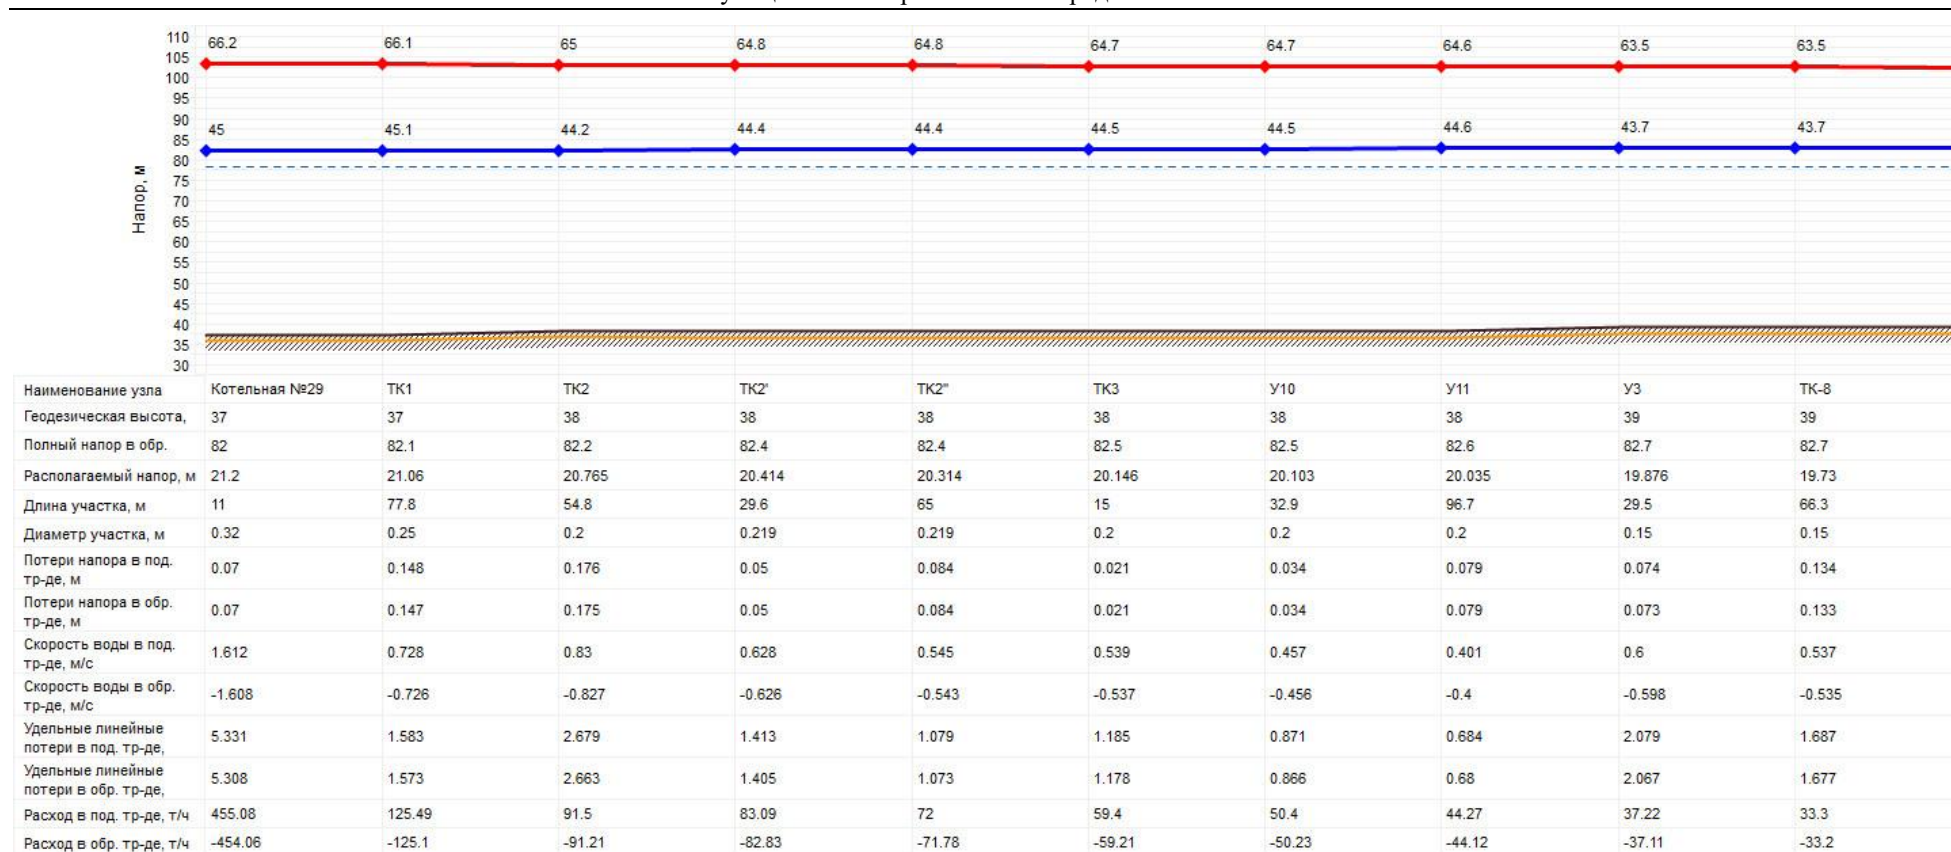 110 66.2 66.1 65 64.8 64.8 64.7 64.7 64.6 63.5 63.5
105
100
95
90
45 45.1 44.2 44.4 44.4 44.5 44.5 44.6 43.7 43.7
85
80
75
70
65
60
55
50
45
40
35
30
Напор, м
Наименование узла Котельная №29 ТК1 ТК2 ТК2' ТК2" ТК3 У10 У11 У3 ТК-8
Геодезическая высота, 37 37 38 38 38 38 38 38 39 39
Полный напор в обр. 82 82.1 82.2 82.4 82.4 82.5 82.5 82.6 82.7 82.7
Располагаемый напор, м 21.2 21.06 20.765 20.414 20.314 20.146 20.103 20.035 19.876 19.73
Длина участка, м 11 77.8 54.8 29.6 65 15 32.9 96.7 29.5 66.3
Диаметр участка, м 0.32 0.25 0.2 0.219 0.219 0.2 0.2 0.2 0.15 0.15
Потери напора в под.
тр-де, м 0.07 0.148 0.176 0.05 0.084 0.021 0.034 0.079 0.074 0.134
Потери напора в обр.
тр-де, м 0.07 0.147 0.175 0.05 0.084 0.021 0.034 0.079 0.073 0.133
Скорость воды в под.
тр-де, м/с 1.612 0.728 0.83 0.628 0.545 0.539 0.457 0.401 0.6 0.537
Скорость воды в обр.
тр-де, м/с -1.608 -0.726 -0.827 -0.626 -0.543 -0.537 -0.456 -0.4 -0.598 -0.535
Удельные линейные
потери в под. тр-де, 5.331 1.583 2.679 1.413 1.079 1.185 0.871 0.684 2.079 1.687
Удельные линейные
потери в обр. тр-де, 5.308 1.573 2.663 1.405 1.073 1.178 0.866 0.68 2.067 1.677
Расход в под. тр-де, т/ч 455.08 125.49 91.5 83.09 72 59.4 50.4 44.27 37.22 33.3
Расход в обр. тр-де, т/ч -454.06 -125.1 -91.21 -82.83 -71.78 -59.21 -50.23 -44.12 -37.11 -33.2